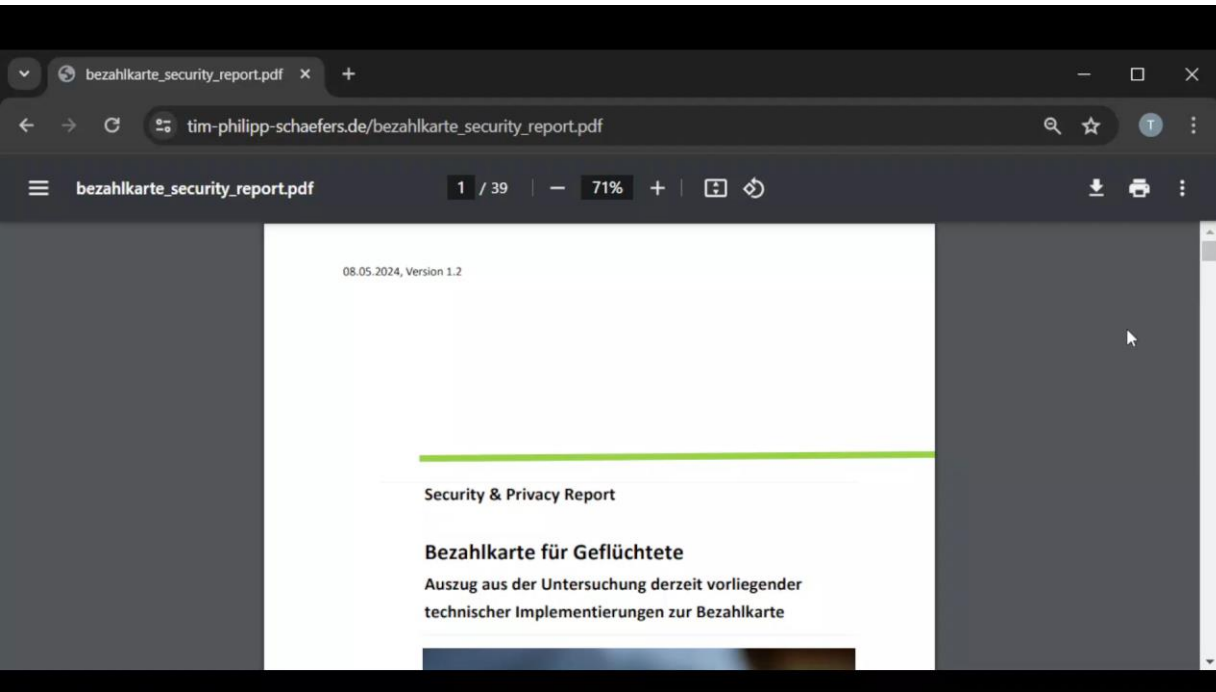 bezahlkarte_security_report.pdf
tim-philipp-schaefers.de/bezahlkarte_security_report.pdf
T
bezahlkarte_security_report.pdf 1 / 39 71%
08.05.2024, Version 1.2
Security & Privacy Report
Bezahlkarte für Geflüchtete
Auszug aus der Untersuchung derzeit vorliegender
technischer Implementierungen zur Bezahlkarte